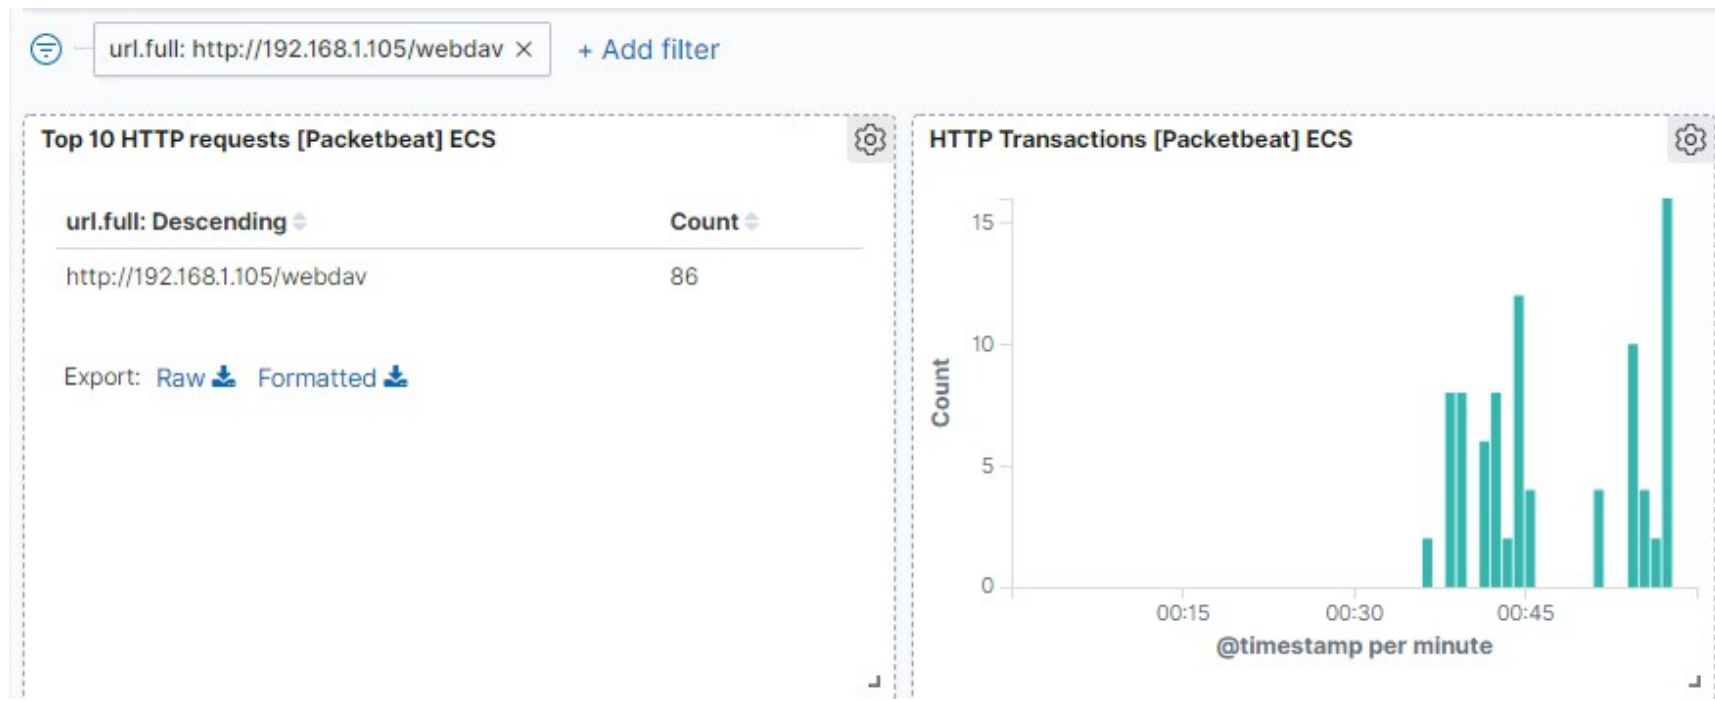 url.full: http://192.168.1.105/webdav × + Add filter
Top 10 HTTP requests [Packetbeat] ECS
url.full: Descending Count
http://192.168.1.105/webdav 86
Export: Raw Formatted
HTTP Transactions [Packetbeat] ECS
15
10
5
0
Count
00:15 00:30 00:45
@timestamp per minute